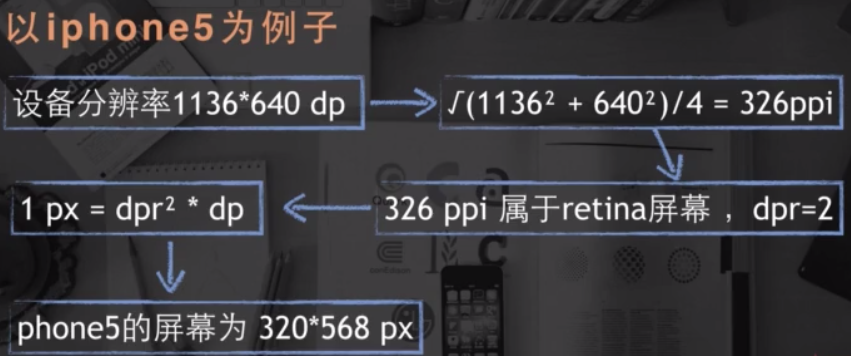 以iphone5为例子
设备分辨率1136*640 dp
√(1136² + 640²)/4 = 326ppi
326 ppi 属于retina屏幕，dpr=2
1 px = dpr² * dp
phone5的屏幕为 320*568 px